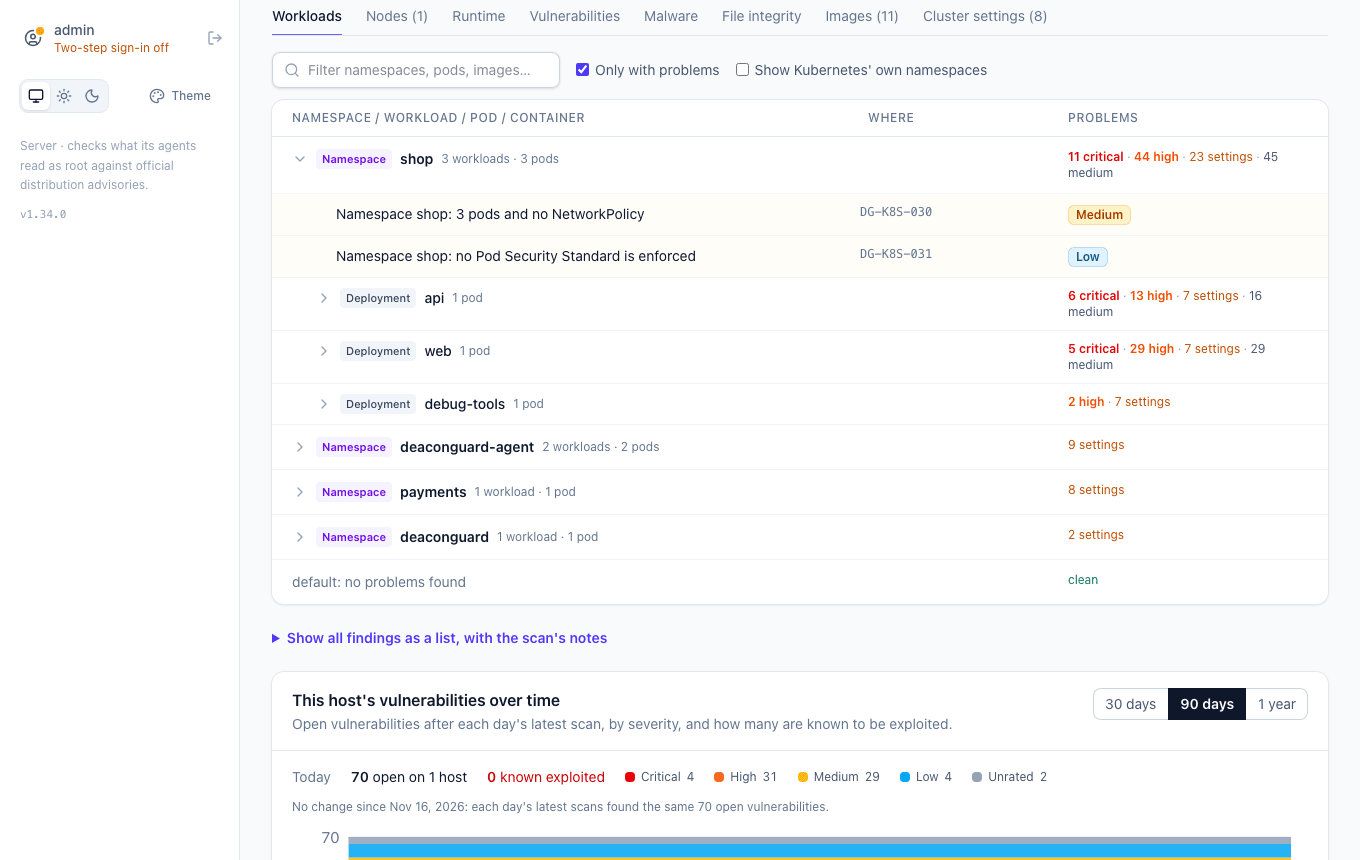 admin
Two-step sign-in off
Theme
Server · checks what its agents
read as root against official
distribution advisories.
v1.34.0
Workloads Nodes (1) Runtime Vulnerabilities Malware File integrity Images (11) Cluster settings (8)
Filter namespaces, pods, images...
Only with problems
Show Kubernetes' own namespaces
NAMESPACE / WORKLOAD / POD / CONTAINER WHERE PROBLEMS
Namespace shop 3 workloads · 3 pods 11 critical · 44 high · 23 settings · 45
medium
Namespace shop: 3 pods and no NetworkPolicy DG-K8S-030 Medium
Namespace shop: no Pod Security Standard is enforced DG-K8S-031 Low
Deployment api 1 pod 6 critical · 13 high · 7 settings · 16
medium
Deployment web 1 pod 5 critical · 29 high · 7 settings · 29
medium
Deployment debug-tools 1 pod 2 high · 7 settings
Namespace deaconguard-agent 2 workloads · 2 pods 9 settings
Namespace payments 1 workload · 1 pod 8 settings
Namespace deaconguard 1 workload · 1 pod 2 settings
default: no problems found clean
Show all findings as a list, with the scan's notes
This host's vulnerabilities over time
Open vulnerabilities after each day's latest scan, by severity, and how many are known to be exploited.
30 days 90 days 1 year
Today 70 open on 1 host 0 known exploited Critical 4 High 31 Medium 29 Low 4 Unrated 2
No change since Nov 16, 2026: each day's latest scans found the same 70 open vulnerabilities.
70